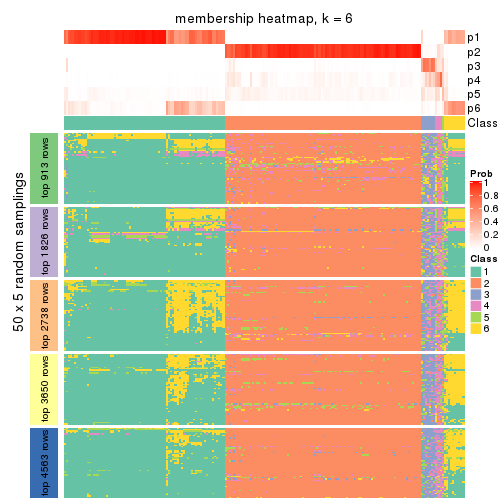 membership heatmap, k = 6
p1
p2
p3
p4
p5
p6
Class
50 x 5 random samplings
top 913 rows
top 1826 rows
top 2738 rows
top 3650 rows
top 4563 rows
Prob
1
0.8
0.6
0.4
0.2
0
Class
1
2
3
4
5
6